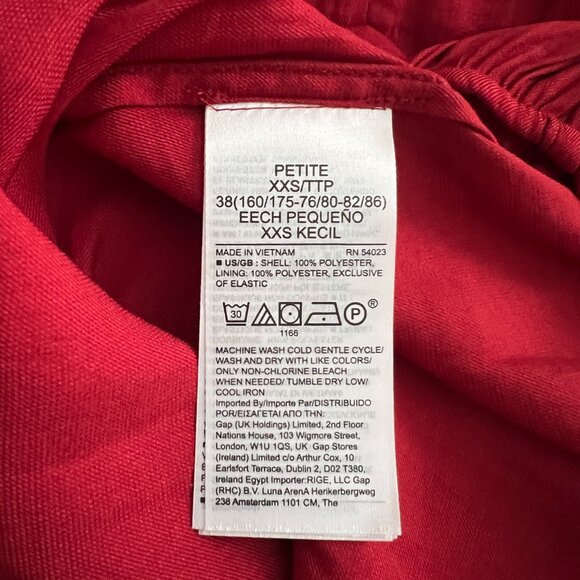 PETITE
XXS/TTP
38(160/175-76/80-82/86)
EECH PEQUEÑO
XXS KECIL
MADE IN VIETNAM RN 54023
■ US/GB : SHELL: 100% POLYESTER,
LINING: 100% POLYESTER, EXCLUSIVE
OF ELASTIC
30 P ®
1166
MACHINE WASH COLD GENTLE CYCLE/
WASH AND DRY WITH LIKE COLORS/
ONLY NON-CHLORINE BLEACH
WHEN NEEDED/ TUMBLE DRY LOW/
COOL IRON
Imported By/Importe Par/DISTRIBUIDO
POR/ΕΙΣΑΓΕΤΑΙ ΑΠΟ ΤΗΝ:
Gap (UK Holdings) Limited, 2nd Floor
Nations House, 103 Wigmore Street,
London, W1U 1QS, UK Gap Stores
(Ireland) Limited c/o Arthur Cox, 10
Earlsfort Terrace, Dublin 2, D02 T380,
Ireland Egypt Importer:RIGE, LLC Gap
(RHC) B.V. Luna ArenA Herikerbergweg
238 Amsterdam 1101 CM, The